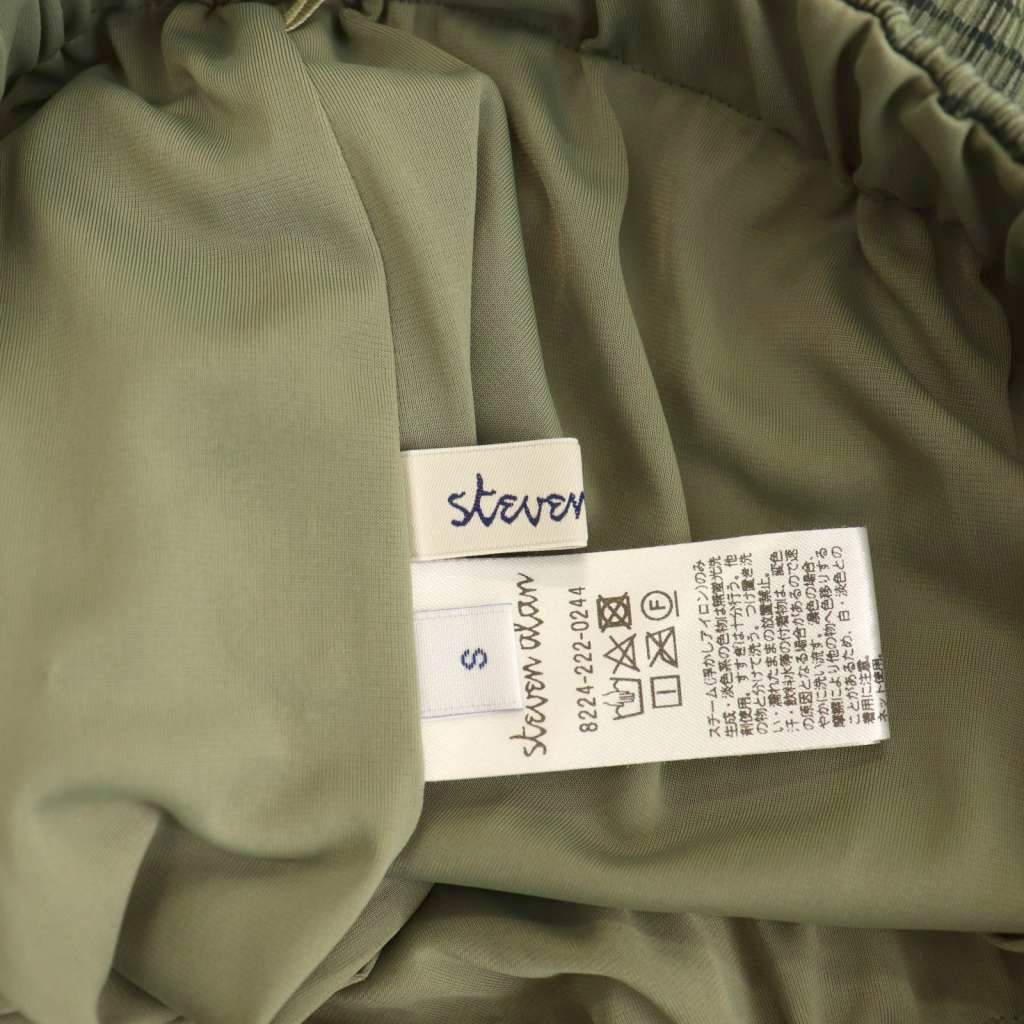 steven
S
steven alan
8224-222-0244
F
スチーム(浮かしアイロン)のみ
生成・淡色系の色物は無蛍光洗
剤使用。すすぎは十分行う。他
の物と分けて洗う。つけ置き洗
い・濡れたままの放置禁止。
汗・飲料水等の付着物は、変色
の原因となる場合があるので速
やかに洗い流す。濃色の場合、
摩擦により他の物へ色移りする
ことがあるため、白・淡色との
着用に注意。
ネット使用。